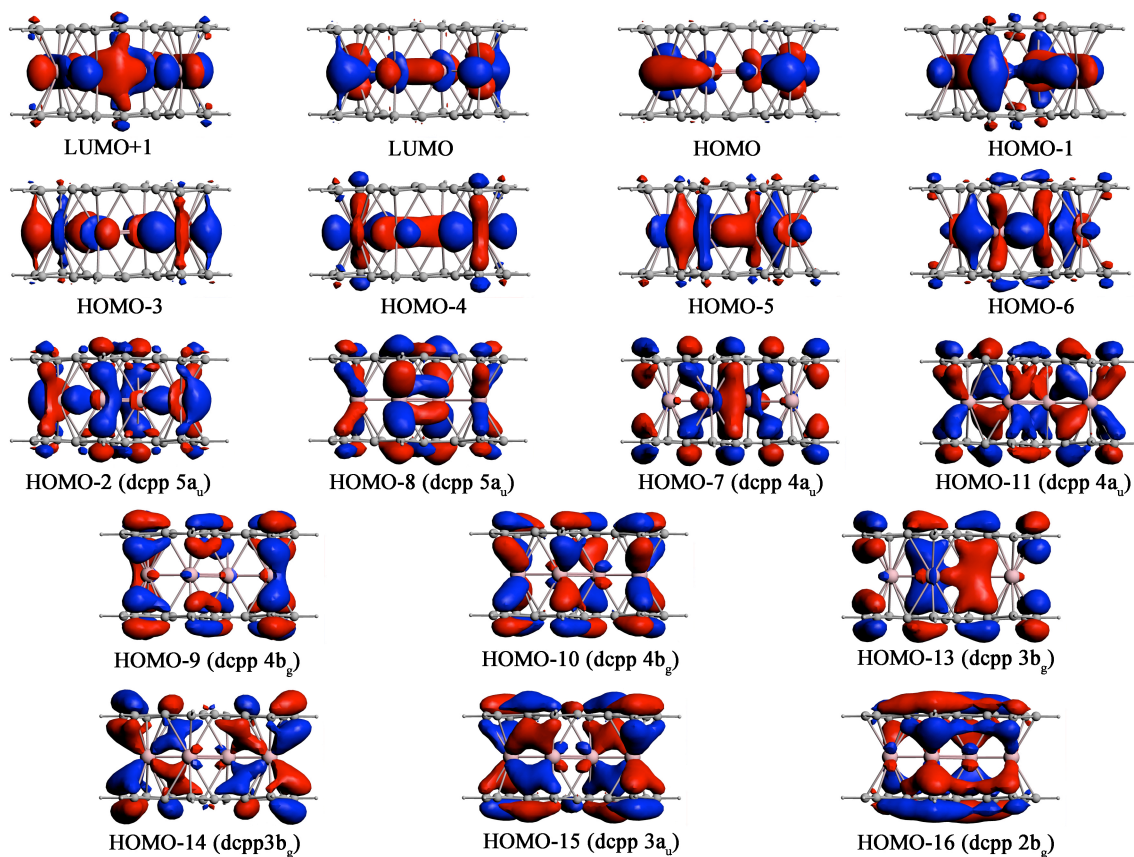 LUMO+1 LUMO HOMO HOMO-1
HOMO-3 HOMO-4 HOMO-5 HOMO-6
HOMO-2 (dcpp 5au) HOMO-8 (dcpp 5au) HOMO-7 (dcpp 4au) HOMO-11 (dcpp 4au)
HOMO-9 (dcpp 4bg) HOMO-10 (dcpp 4bg) HOMO-13 (dcpp 3bg)
HOMO-14 (dcpp3bg) HOMO-15 (dcpp 3au) HOMO-16 (dcpp 2bg)